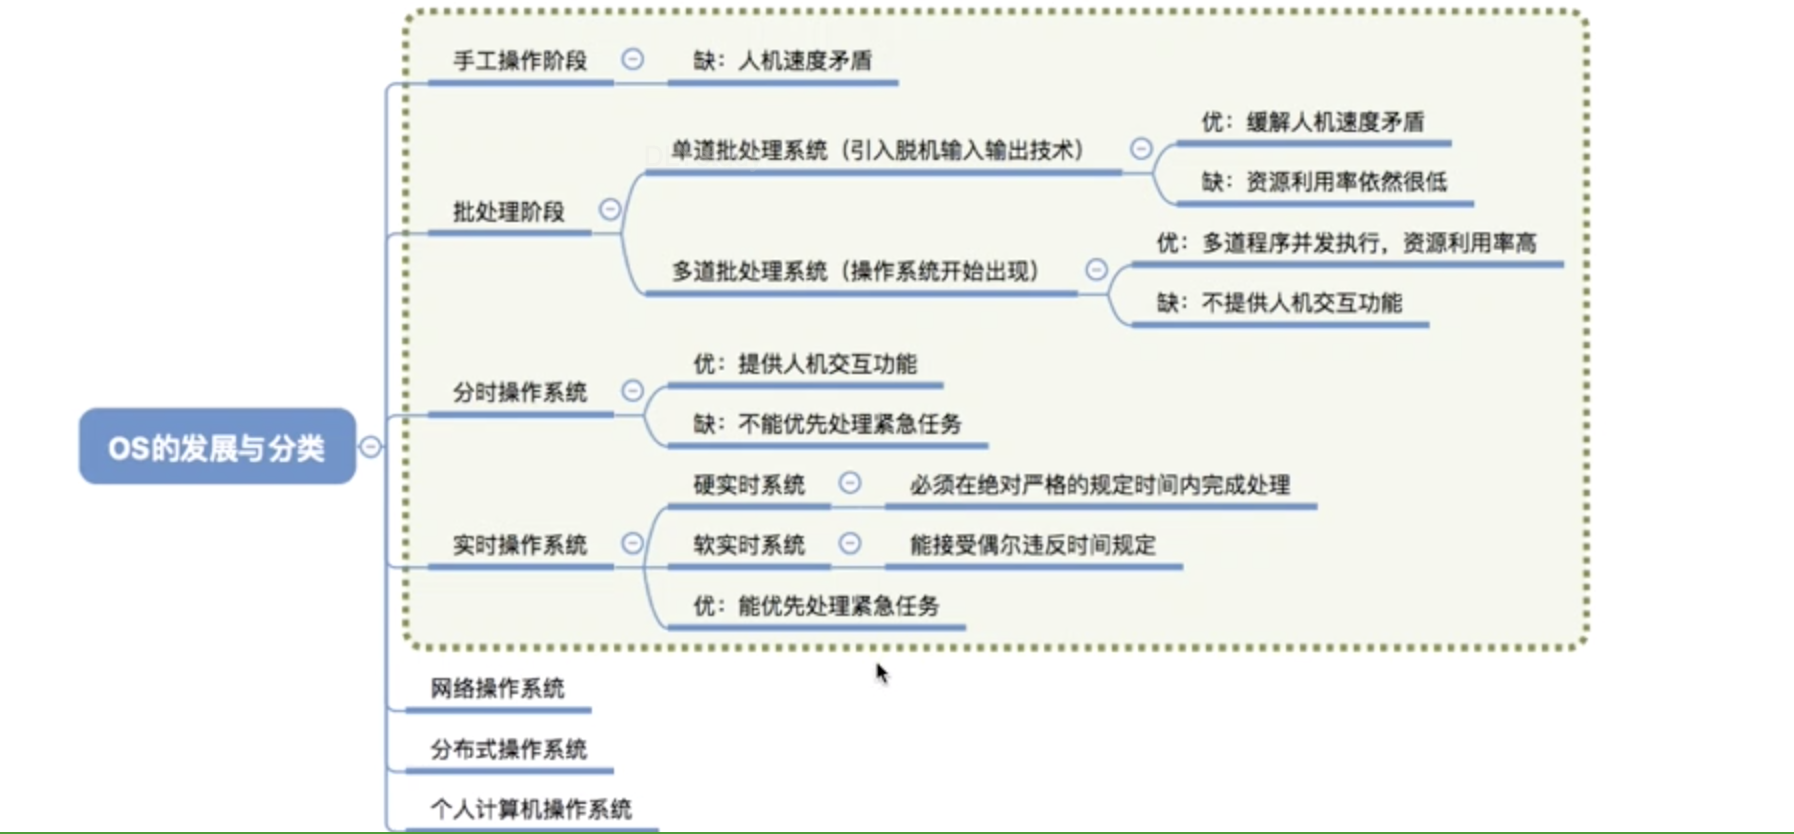 手工操作阶段
缺：人机速度矛盾
批处理阶段
单道批处理系统（引入脱机输入输出技术）
优：缓解人机速度矛盾
缺：资源利用率依然很低
多道批处理系统（操作系统开始出现）
优：多道程序并发执行，资源利用率高
缺：不提供人机交互功能
OS的发展与分类
分时操作系统
优：提供人机交互功能
缺：不能优先处理紧急任务
实时操作系统
硬实时系统
必须在绝对严格的规定时间内完成处理
软实时系统
能接受偶尔违反时间规定
优：能优先处理紧急任务
网络操作系统
分布式操作系统
个人计算机操作系统